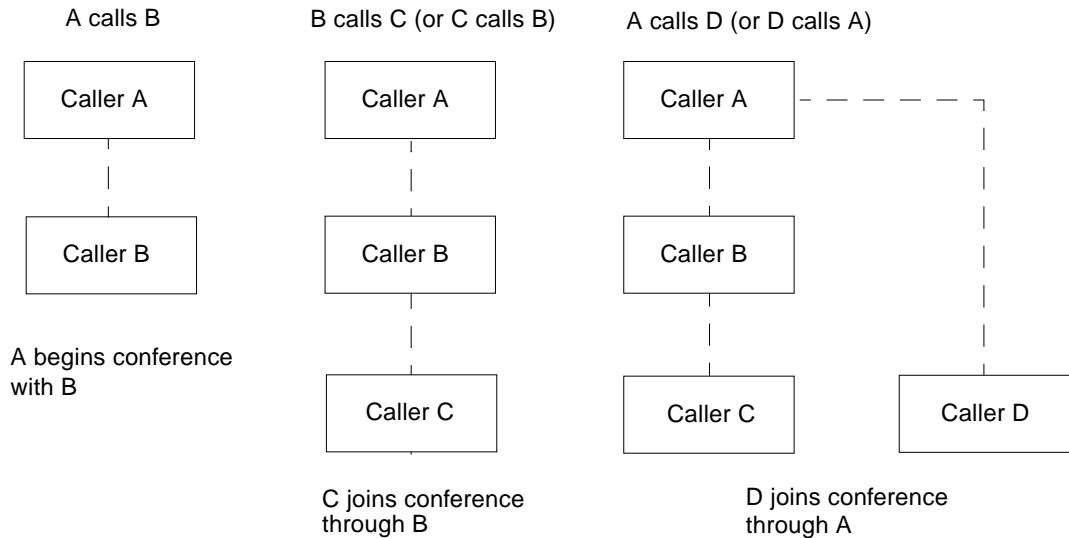 A calls B
B calls C (or C calls B)
A calls D (or D calls A)
Caller A
Caller A
Caller A
Caller B
Caller B
Caller B
A begins conference
with B
Caller C
Caller C
Caller D
C joins conference
through B
D joins conference
through A